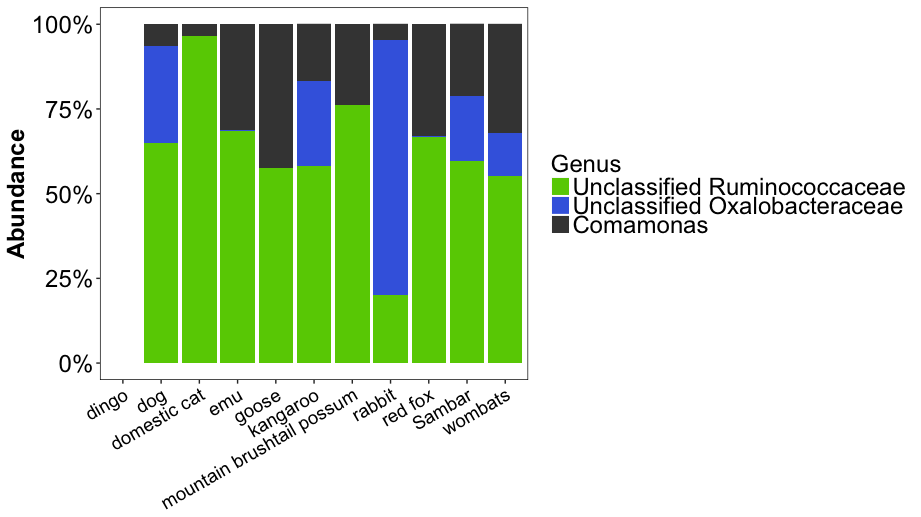 Abundance
100%
75%
50%
25%
0%
dingo
dog
domestic cat
emu
goose
kangaroo
mountain brushtail possum
rabbit
red fox
Sambar
wombats
Genus
Unclassified Ruminococcaceae
Unclassified Oxalobacteraceae
Comamonas